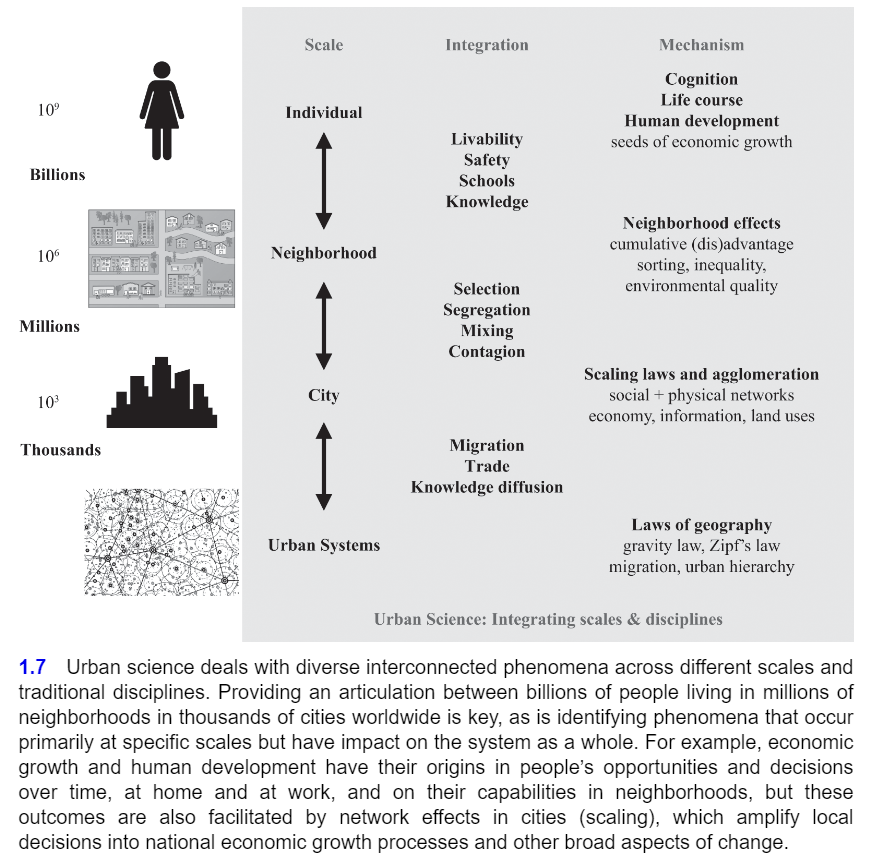 Scale Integration Mechanism
10⁹
Billions
Individual
Cognition
Life course
Human development
seeds of economic growth
Livability
Safety
Schools
Knowledge
10⁶
Millions
Neighborhood
Neighborhood effects
cumulative (dis)advantage
sorting, inequality,
environmental quality
Selection
Segregation
Mixing
Contagion
10³
Thousands
City
Scaling laws and agglomeration
social + physical networks
economy, information, land uses
Migration
Trade
Knowledge diffusion
Urban Systems
Laws of geography
gravity law, Zipf’s law
migration, urban hierarchy
Urban Science: Integrating scales & disciplines
1.7 Urban science deals with diverse interconnected phenomena across different scales and
traditional disciplines. Providing an articulation between billions of people living in millions of
neighborhoods in thousands of cities worldwide is key, as is identifying phenomena that occur
primarily at specific scales but have impact on the system as a whole. For example, economic
growth and human development have their origins in people’s opportunities and decisions
over time, at home and at work, and on their capabilities in neighborhoods, but these
outcomes are also facilitated by network effects in cities (scaling), which amplify local
decisions into national economic growth processes and other broad aspects of change.